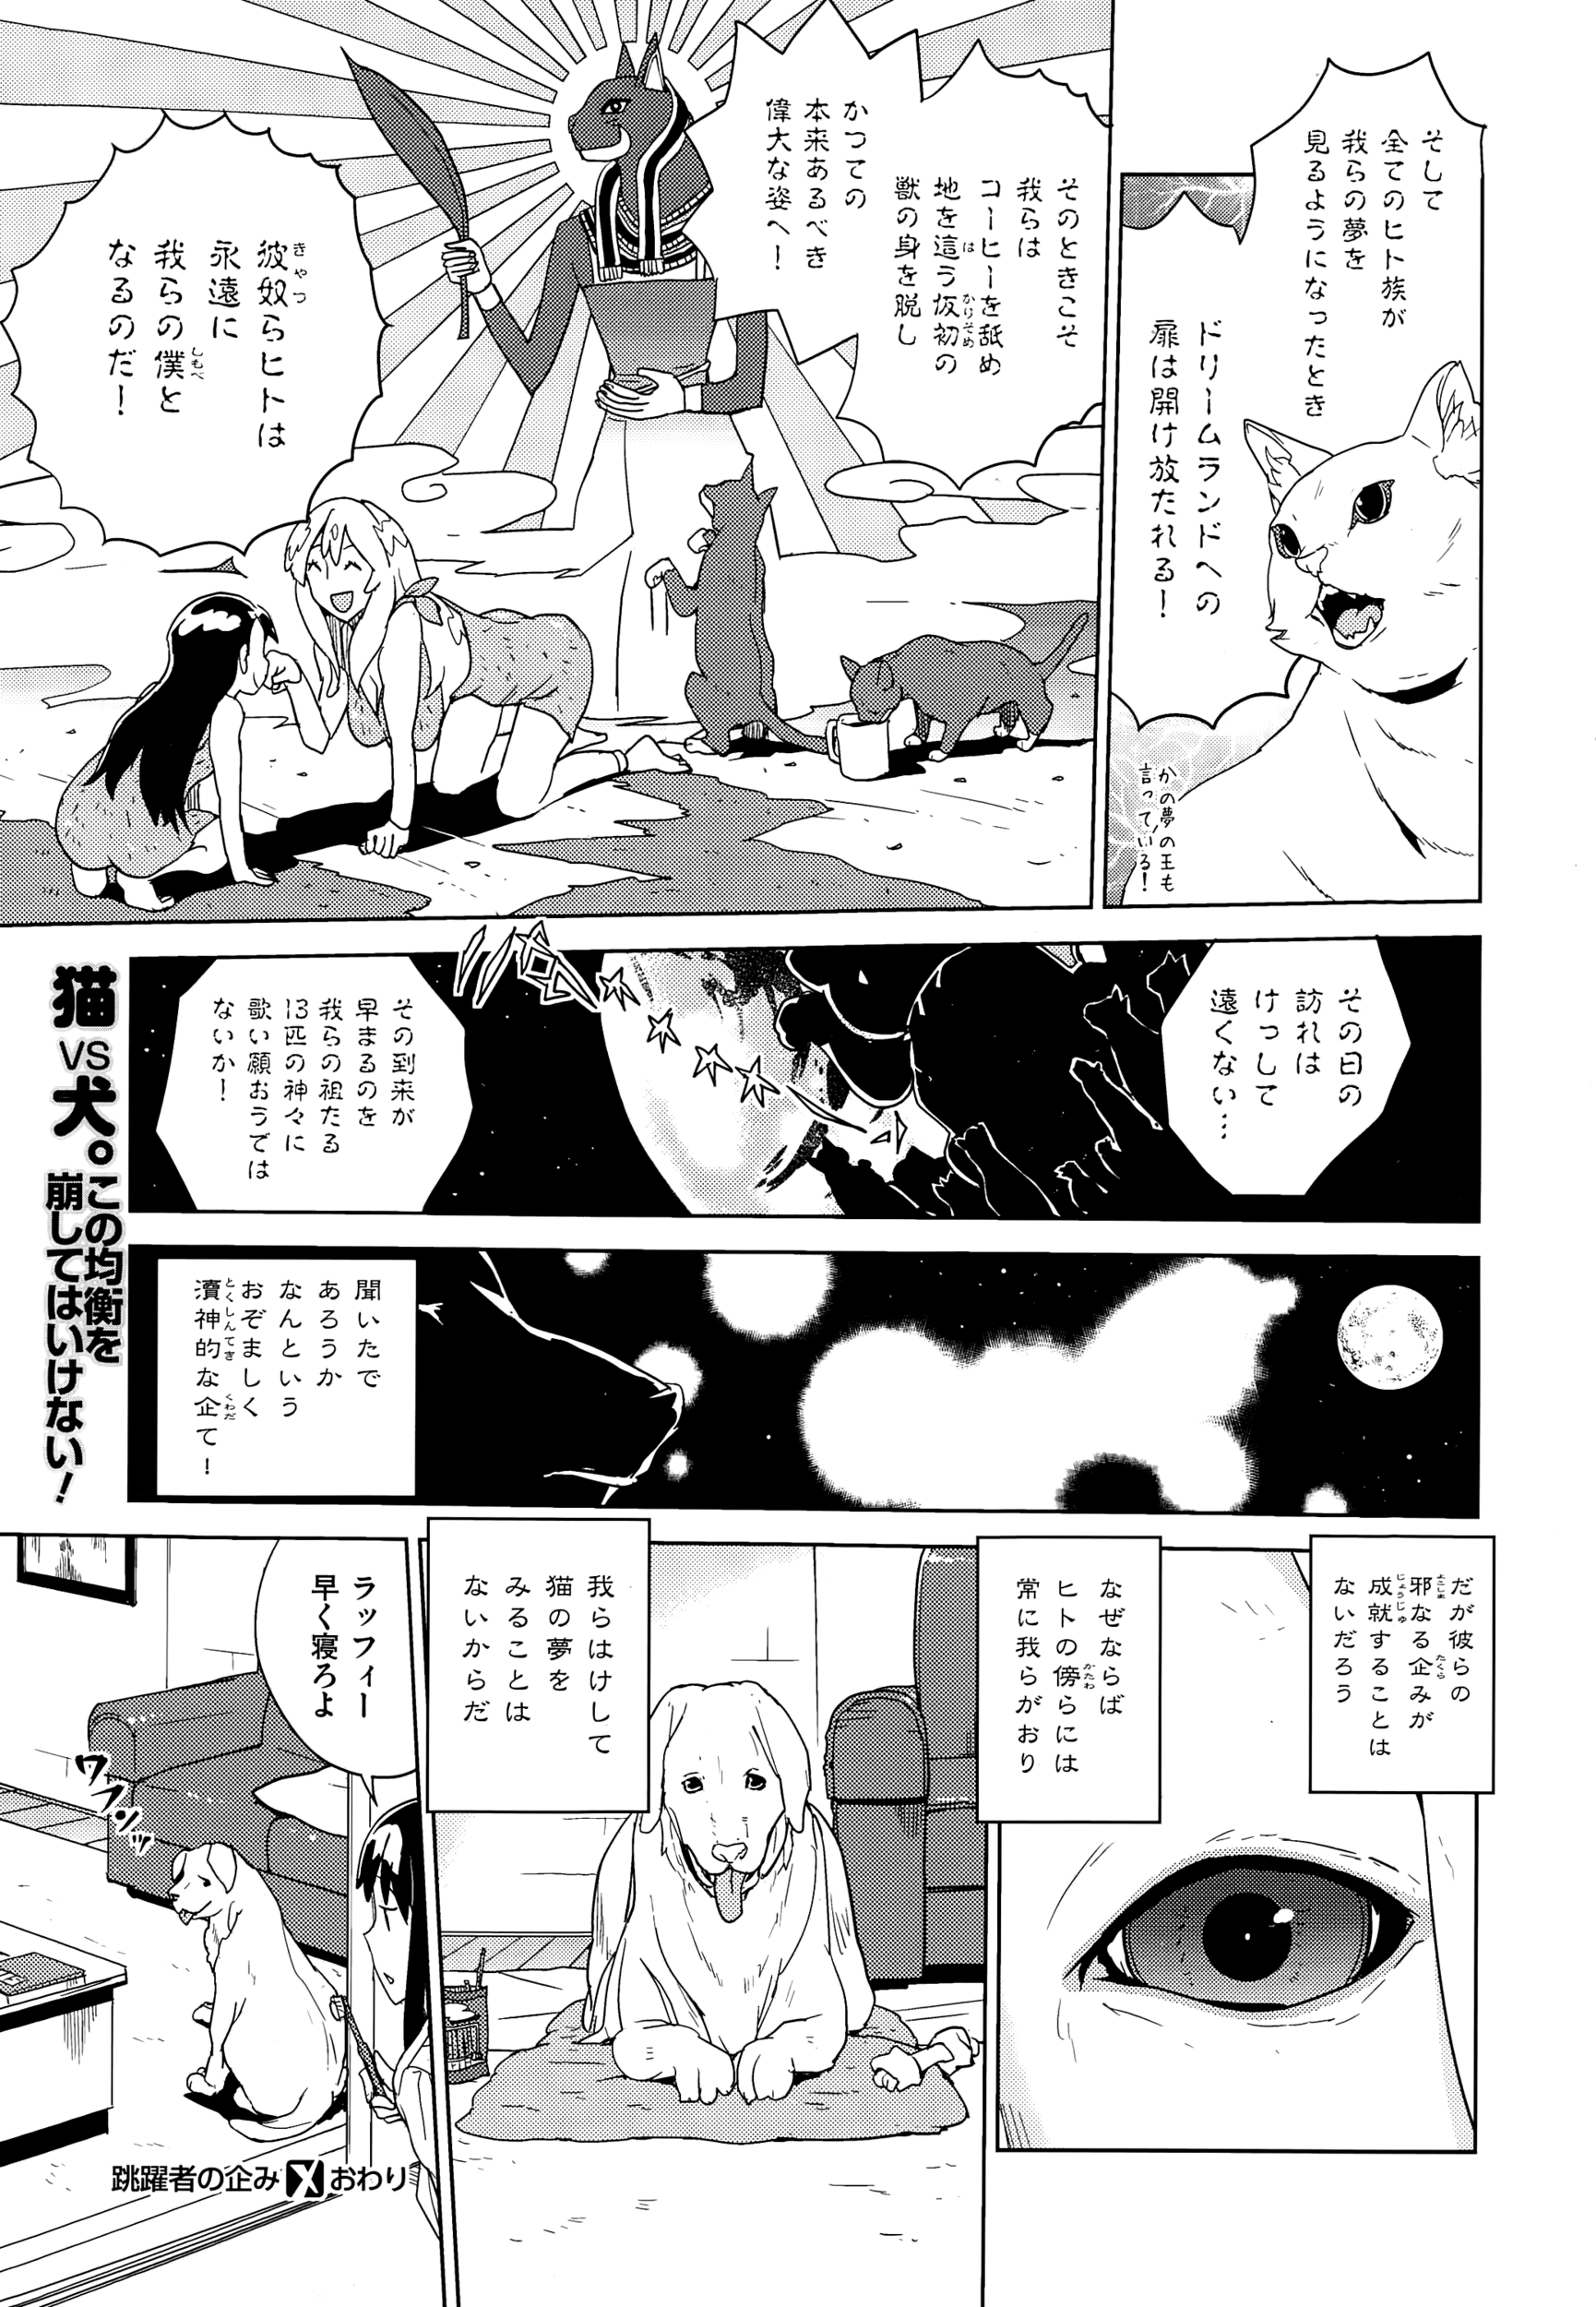 そして
全てのヒト族が
我らの夢を
見るようになったとき
ドリームランドへの
扉は開け放たれる！
かの夢の王も
言っている！
そのときこそ
我らは
コーヒーを舐め
地を這う仮初の
獣の身を脱し
かつての
本来あるべき
偉大な姿へ！
彼奴らヒトは
永遠に
我らの僕と
なるのだ！
その日の
訪れは
けっして
遠くない…
その到来が
早まるのを
我らの祖たる
13匹の神々に
歌い願おうでは
ないか！
聞いたで
あろうか
なんという
おぞましく
瀆神的な企て！
だが彼らの
邪なる企みが
成就することは
ないだろう
なぜならば
ヒトの傍らには
常に我らがおり
我らはけして
猫の夢を
みることは
ないからだ
ラッフィー
早く寝ろよ
ワフンッ
猫VS犬。この均衡を
崩してはいけない！
跳躍者の企み X おわり